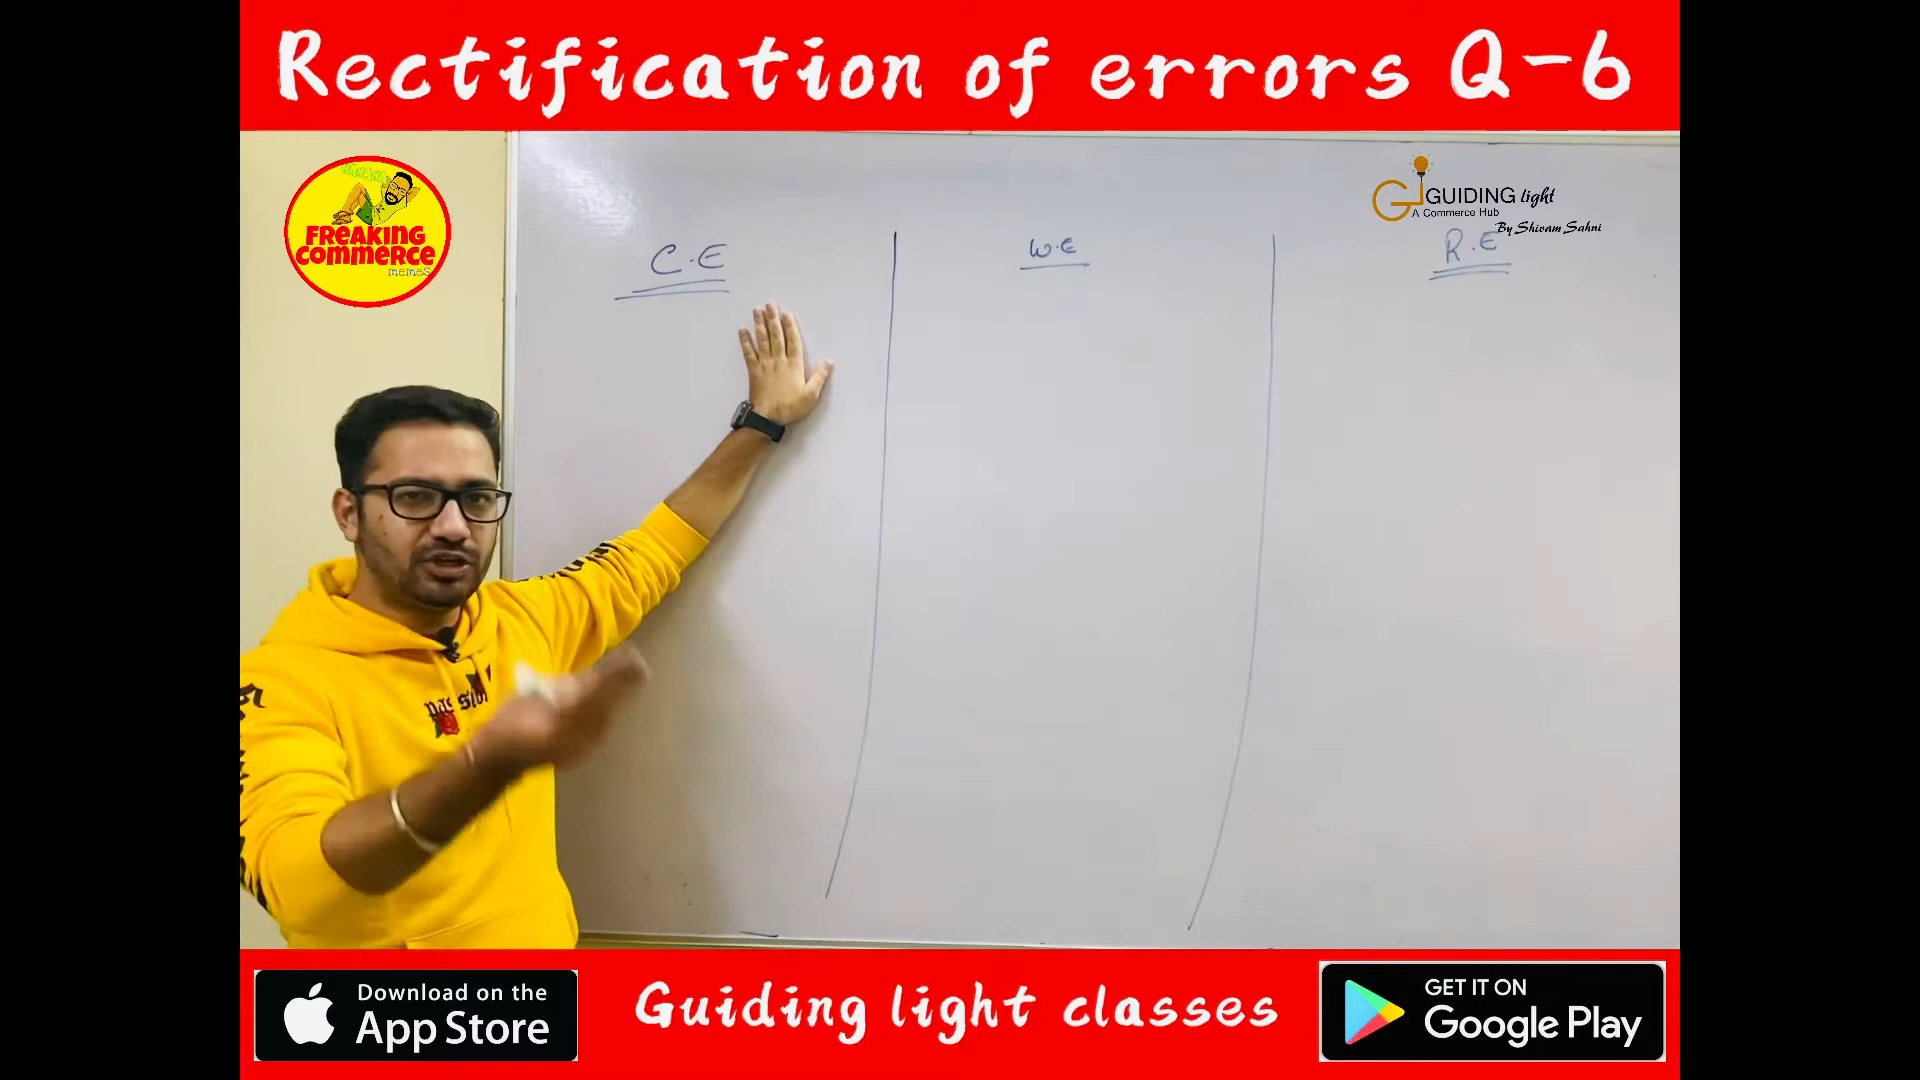 Rectification of errors Q-6
HAHAHA
FREAKING
COMMERCE
memes
GUIDING light
A Commerce Hub
By Shivam Sahni
C.E
W.E
R.E
Download on the
App Store
Guiding light classes
GET IT ON
Google Play